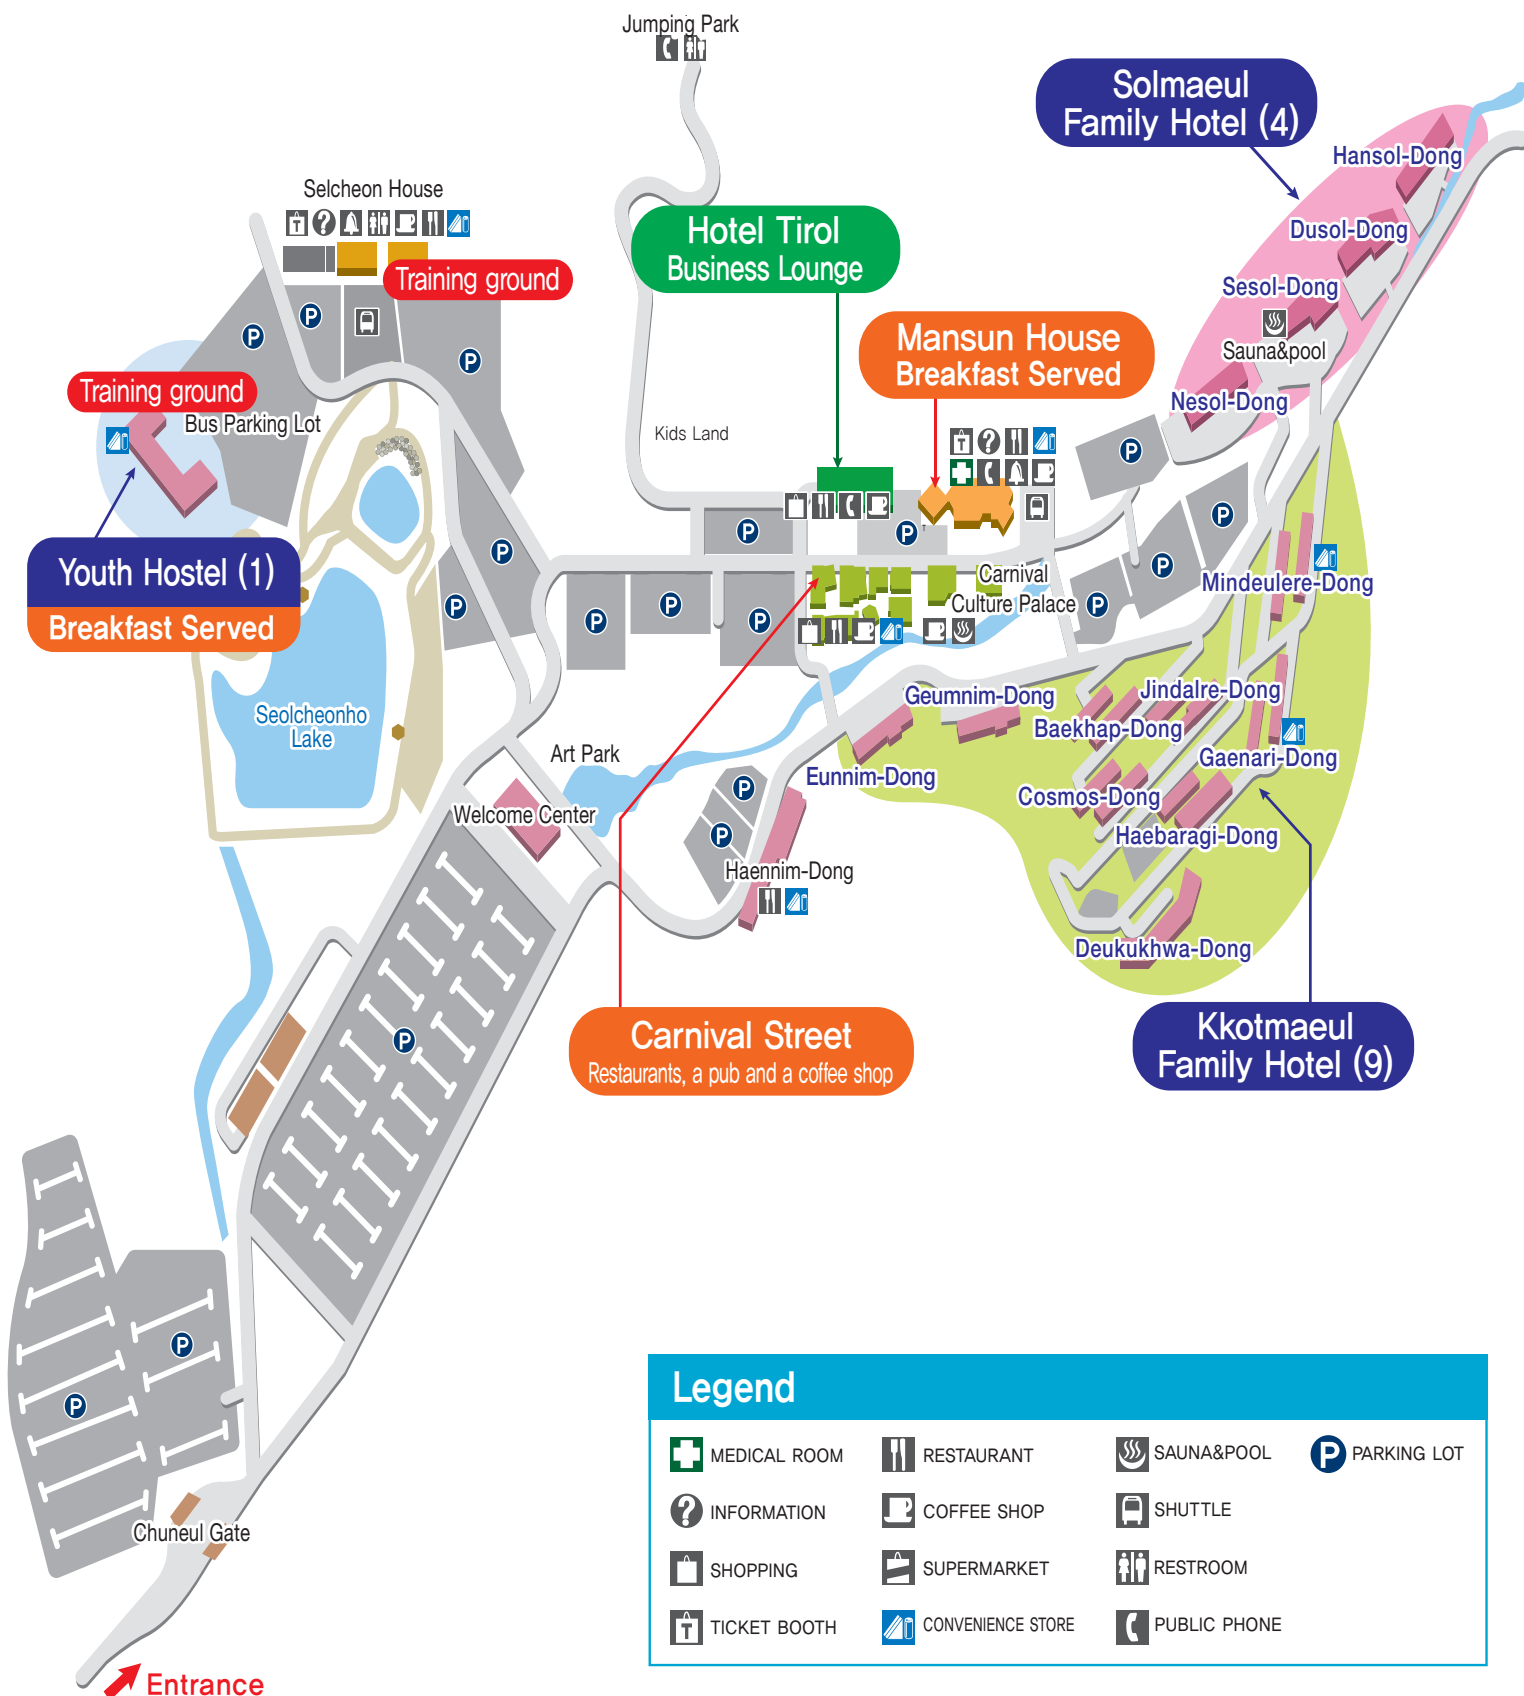 Jumping Park
Solmaeul
Family Hotel (4)
Hansol-Dong
Selcheon House
T
?
Hotel Tirol
Business Lounge
Dusol-Dong
Training ground
Sesol-Dong
P
P
P
Mansun House
Breakfast Served
Sauna&pool
Training ground
Bus Parking Lot
Nesol-Dong
Kids Land
T
?
P
P
P
P
P
P
Youth Hostel (1)
Breakfast Served
Carnival
Culture Palace
P
Mindeulere-Dong
P
P
P
P
P
Seolcheonho
Lake
Geumnim-Dong
Jindalre-Dong
Baekhap-Dong
Art Park
Eunnim-Dong
Gaenari-Dong
P
Cosmos-Dong
Welcome Center
P
Haebaragi-Dong
Haennim-Dong
Deukukhwa-Dong
Carnival Street
Restaurants, a pub and a coffee shop
P
Kkotmaeul
Family Hotel (9)
P
P
Chuneul Gate
Entrance
Legend
MEDICAL ROOM
RESTAURANT
SAUNA&POOL
P PARKING LOT
? INFORMATION
COFFEE SHOP
SHUTTLE
SHOPPING
SUPERMARKET
RESTROOM
T TICKET BOOTH
CONVENIENCE STORE
PUBLIC PHONE